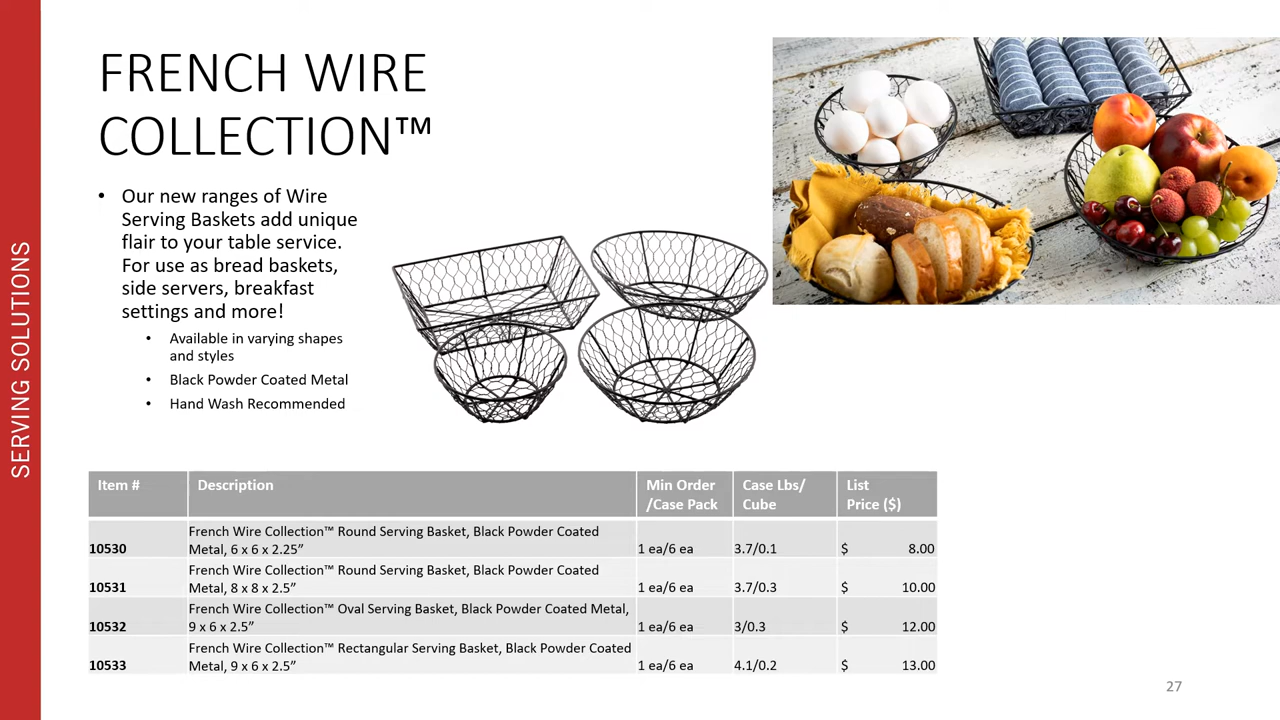 SERVING SOLUTIONS
FRENCH WIRE
COLLECTION™
• Our new ranges of Wire
Serving Baskets add unique
flair to your table service.
For use as bread baskets,
side servers, breakfast
settings and more!
• Available in varying shapes
and styles
• Black Powder Coated Metal
• Hand Wash Recommended
Item # Description Min Order /Case Pack Case Lbs/ Cube List Price ($)
French Wire Collection™ Round Serving Basket, Black Powder Coated
10530 Metal, 6 x 6 x 2.25” 1 ea/6 ea 3.7/0.1 $ 8.00
French Wire Collection™ Round Serving Basket, Black Powder Coated
10531 Metal, 8 x 8 x 2.5” 1 ea/6 ea 3.7/0.3 $ 10.00
French Wire Collection™ Oval Serving Basket, Black Powder Coated Metal,
10532 9 x 6 x 2.5” 1 ea/6 ea 3/0.3 $ 12.00
French Wire Collection™ Rectangular Serving Basket, Black Powder Coated
10533 Metal, 9 x 6 x 2.5” 1 ea/6 ea 4.1/0.2 $ 13.00
27